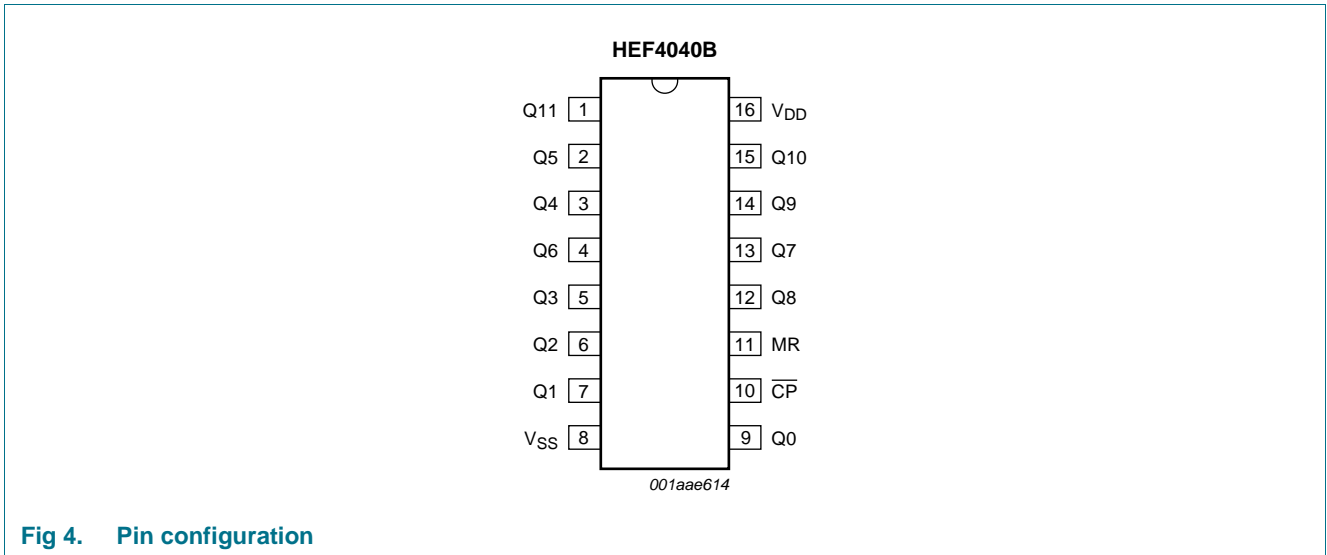 HEF4040B
Q11 1 16 VDD
Q5 2 15 Q10
Q4 3 14 Q9
Q6 4 13 Q7
Q3 5 12 Q8
Q2 6 11 MR
Q1 7 10 C̅P̅
VSS 8 9 Q0
001aae614
Fig 4. Pin configuration